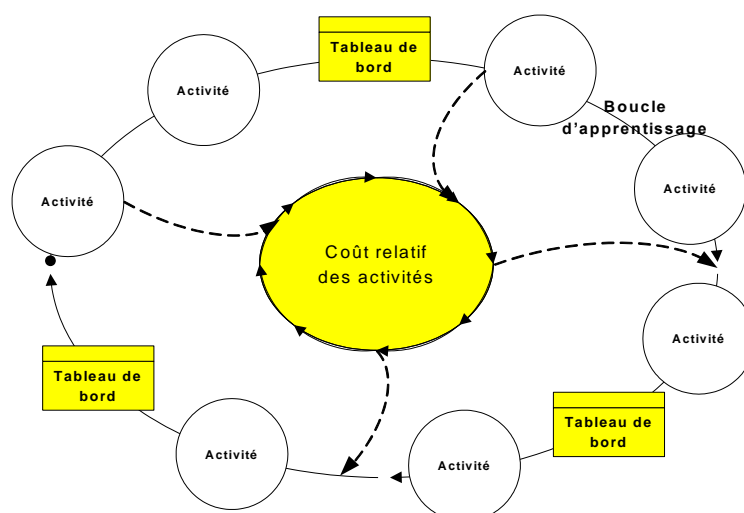 Tableau de
bord
Activité
Activité
Boucle
d'apprentissage
Activité
Activité
Activité
Coût relatif
des activités
Activité
Tableau de
bord
Tableau de
bord
Activité
Activité